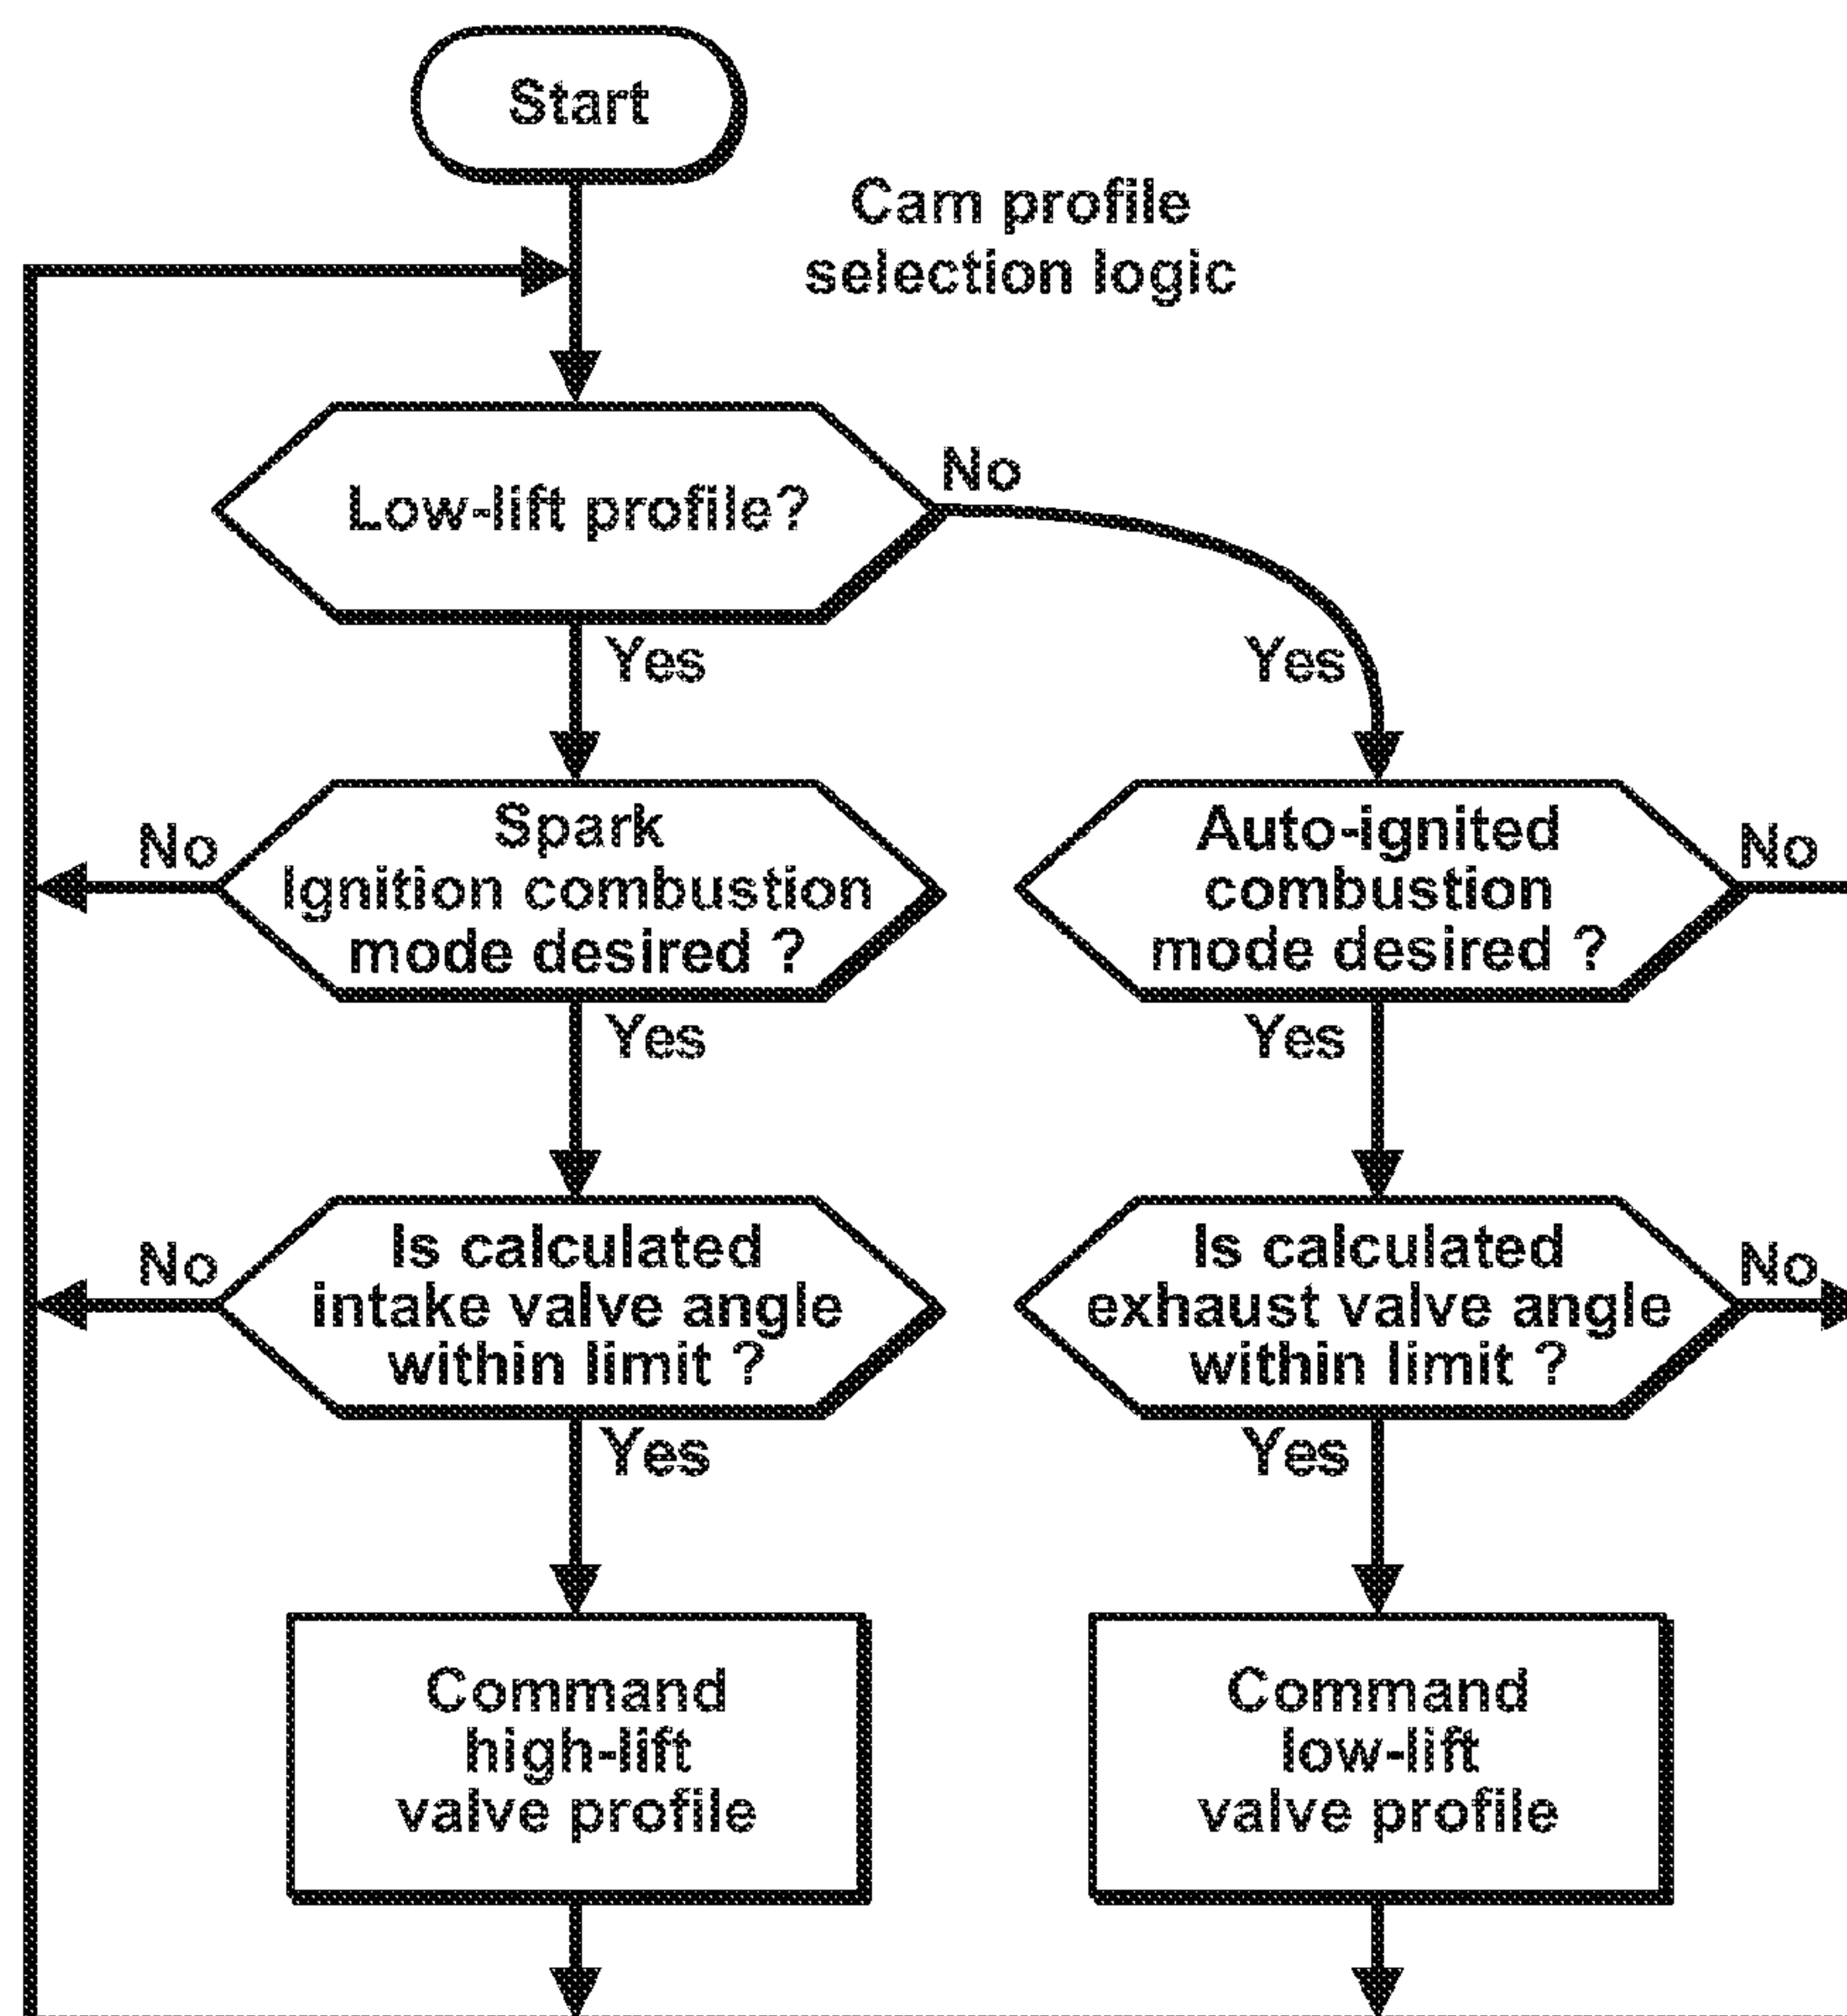 Start
Cam profile
selection logic
Low-lift profile?
No
Yes
Yes
No
Spark
Ignition combustion
mode desired ?
Auto-ignited
combustion
mode desired ?
No
Yes
Yes
No
Is calculated
intake valve angle
within limit ?
Is calculated
exhaust valve angle
within limit ?
No
Yes
Yes
Command
high-lift
valve profile
Command
low-lift
valve profile